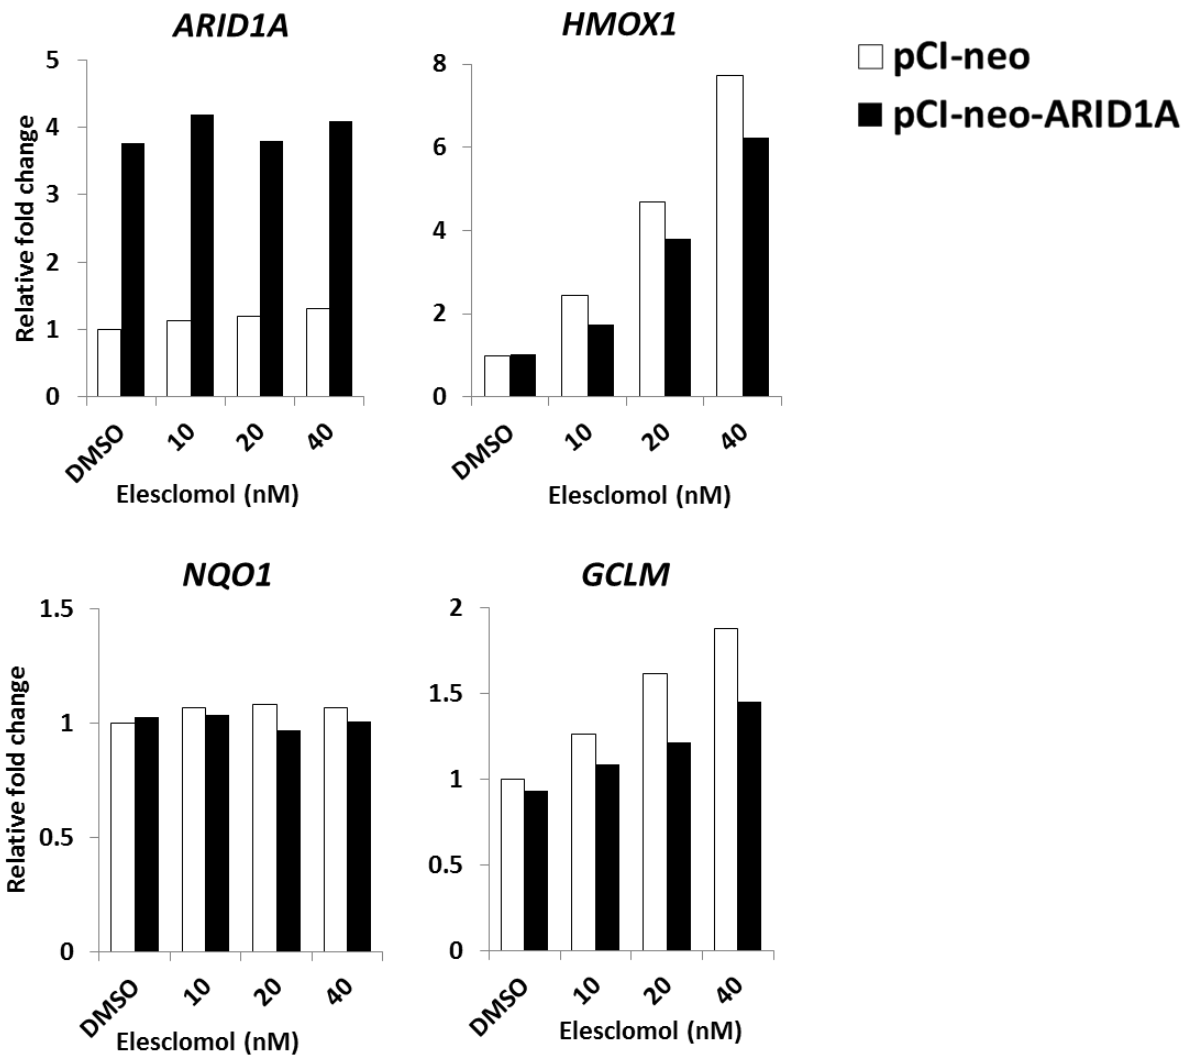 ARID1A
HMOX1
pCI-neo
pCI-neo-ARID1A
Relative fold change
5
4
3
2
1
0
DMSO
10
20
40
Elesclomol (nM)
8
6
4
2
0
DMSO
10
20
40
Elesclomol (nM)
NQO1
Relative fold change
1.5
1
0.5
0
DMSO
10
20
40
Elesclomol (nM)
GCLM
2
1.5
1
0.5
0
DMSO
10
20
40
Elesclomol (nM)